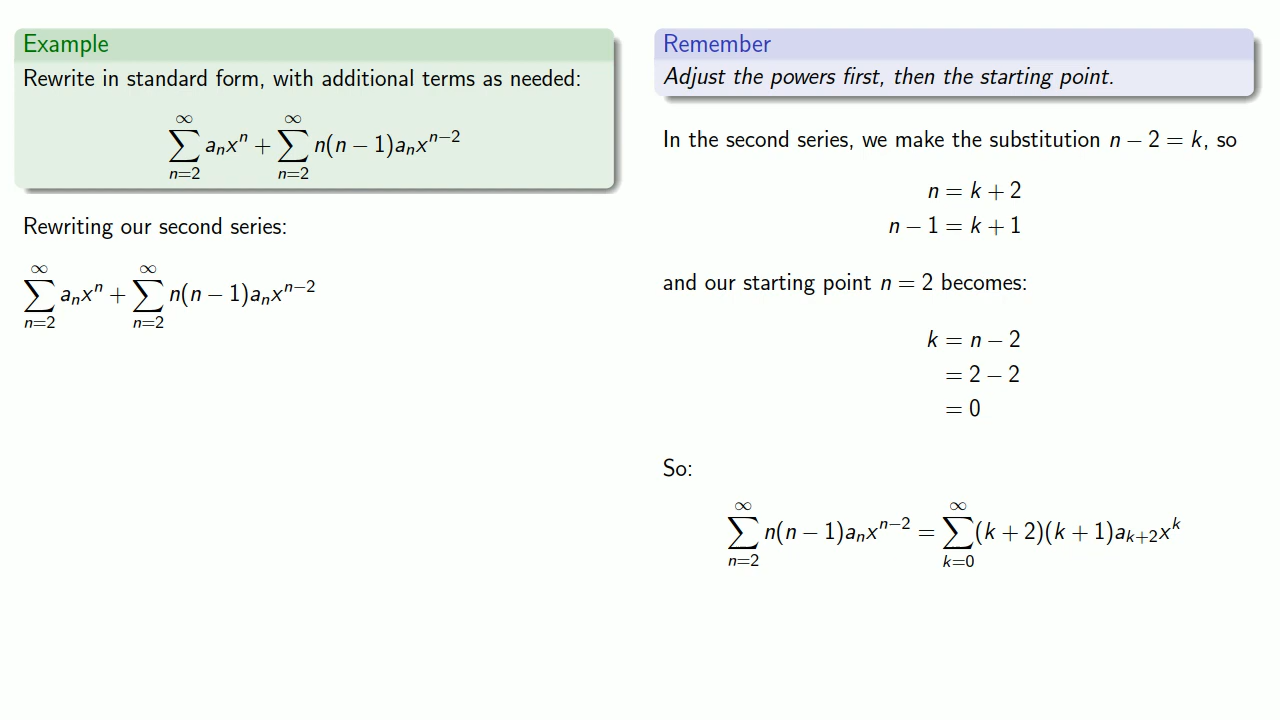 Example
Rewrite in standard form, with additional terms as needed:
∑_{n=2}^{∞} a_n x^n + ∑_{n=2}^{∞} n(n − 1)a_n x^{n−2}
Rewriting our second series:
∑_{n=2}^{∞} a_n x^n + ∑_{n=2}^{∞} n(n − 1)a_n x^{n−2}
Remember
Adjust the powers first, then the starting point.
In the second series, we make the substitution n − 2 = k, so
n = k + 2
n − 1 = k + 1
and our starting point n = 2 becomes:
k = n − 2
= 2 − 2
= 0
So:
∑_{n=2}^{∞} n(n − 1)a_n x^{n−2} = ∑_{k=0}^{∞} (k + 2)(k + 1)a_{k+2} x^k